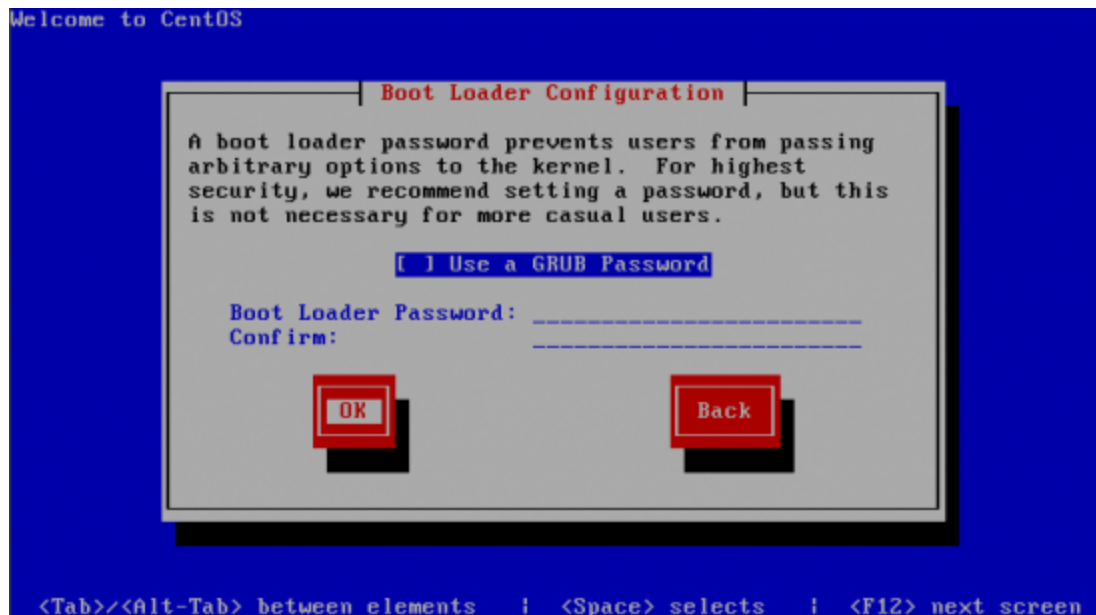 Welcome to CentOS
Boot Loader Configuration
A boot loader password prevents users from passing
arbitrary options to the kernel.  For highest
security, we recommend setting a password, but this
is not necessary for more casual users.
[ ] Use a GRUB Password
Boot Loader Password: ________________________
Confirm: ________________________
OK Back
<Tab>/<Alt-Tab> between elements | <Space> selects | <F12> next screen